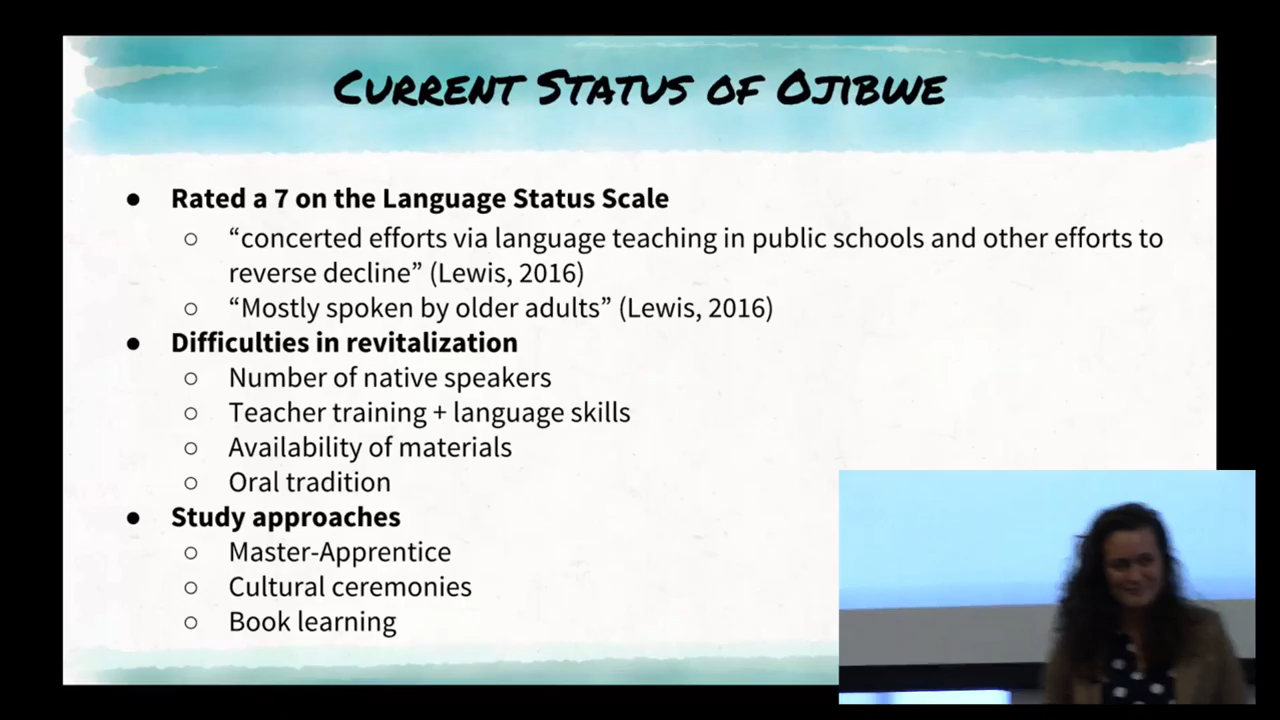 CURRENT STATUS OF OJIBWE
● Rated a 7 on the Language Status Scale
○ “concerted efforts via language teaching in public schools and other efforts to
reverse decline” (Lewis, 2016)
○ “Mostly spoken by older adults” (Lewis, 2016)
● Difficulties in revitalization
○ Number of native speakers
○ Teacher training + language skills
○ Availability of materials
○ Oral tradition
● Study approaches
○ Master-Apprentice
○ Cultural ceremonies
○ Book learning